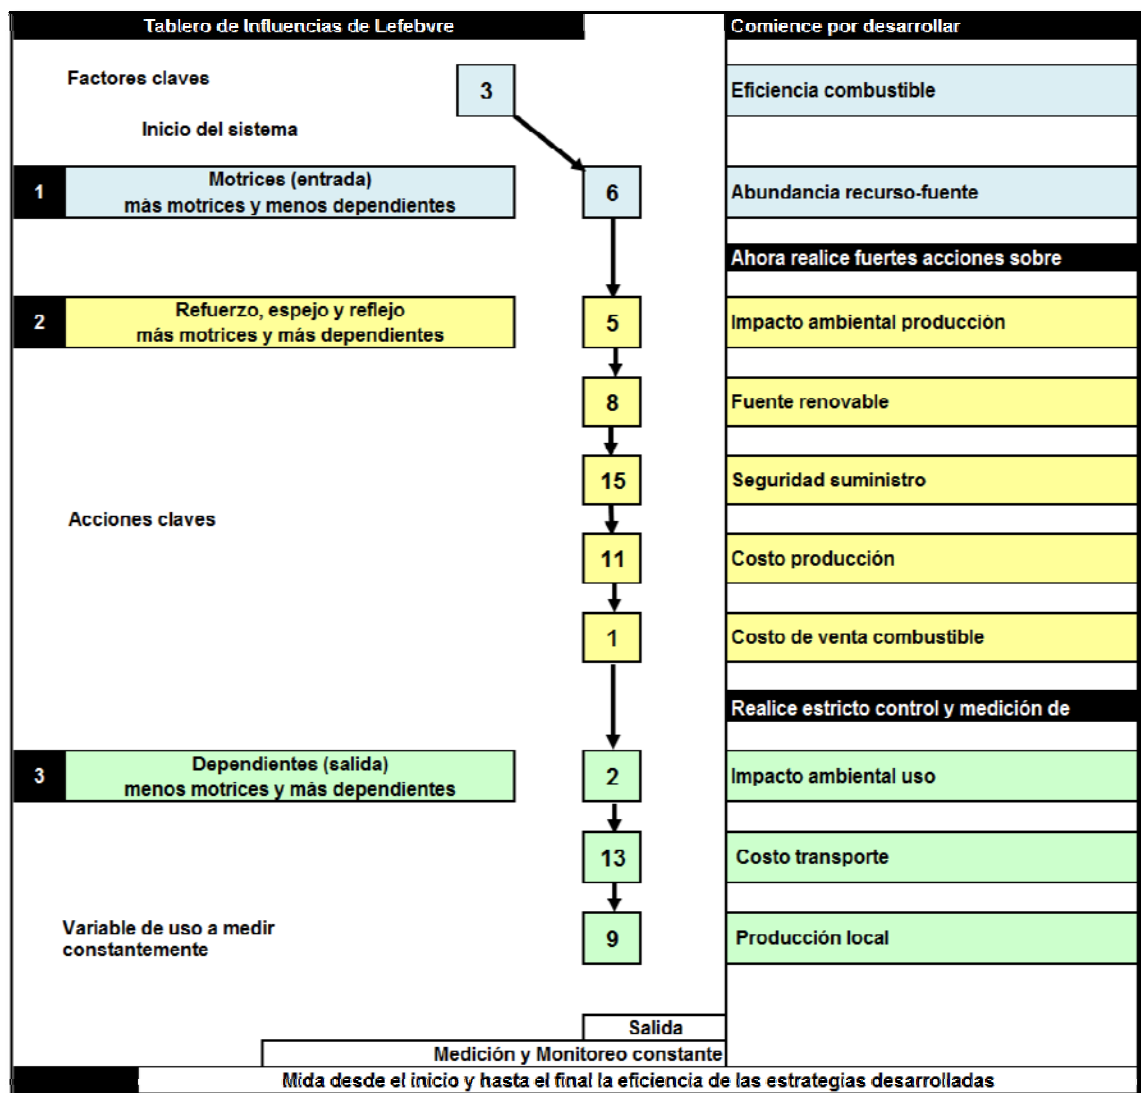 Tablero de Influencias de Lefebvre
Comience por desarrollar
Factores claves
3
Eficiencia combustible
Inicio del sistema
1
Motrices (entrada)
más motrices y menos dependientes
6
Abundancia recurso-fuente
Ahora realice fuertes acciones sobre
2
Refuerzo, espejo y reflejo
más motrices y más dependientes
5
Impacto ambiental producción
8
Fuente renovable
15
Seguridad suministro
Acciones claves
11
Costo producción
1
Costo de venta combustible
Realice estricto control y medición de
3
Dependientes (salida)
menos motrices y más dependientes
2
Impacto ambiental uso
13
Costo transporte
Variable de uso a medir
constantemente
9
Producción local
Salida
Medición y Monitoreo constante
Mida desde el inicio y hasta el final la eficiencia de las estrategias desarrolladas